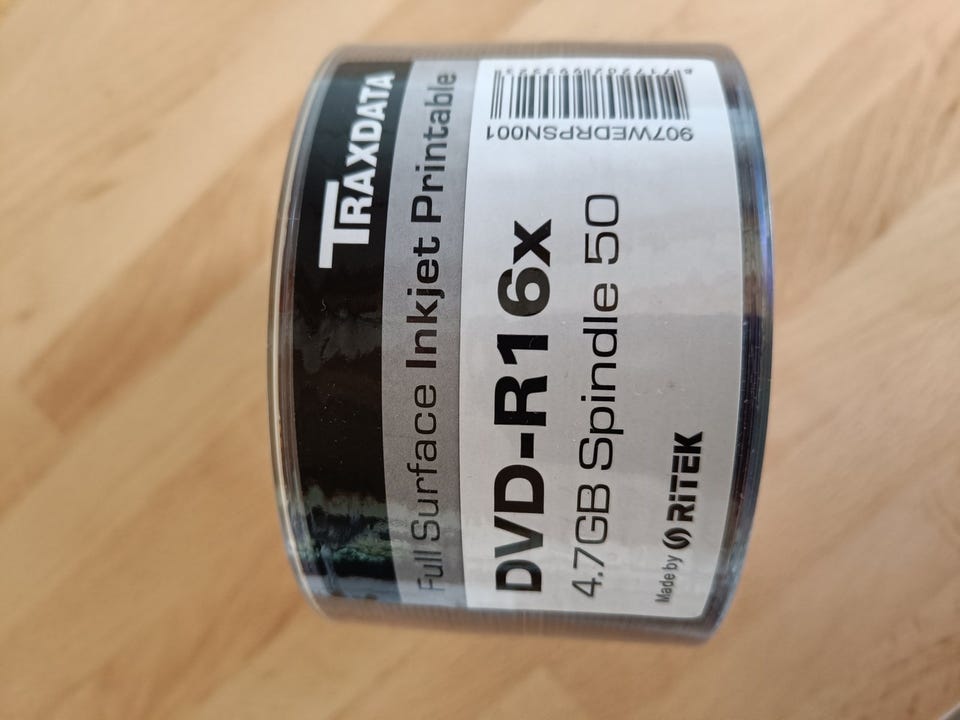 TRAXDATA
Full Surface Inkjet Printable
DVD-R16x
4.7GB Spindle 50
Made by RiTEK
907WEDRPSN001